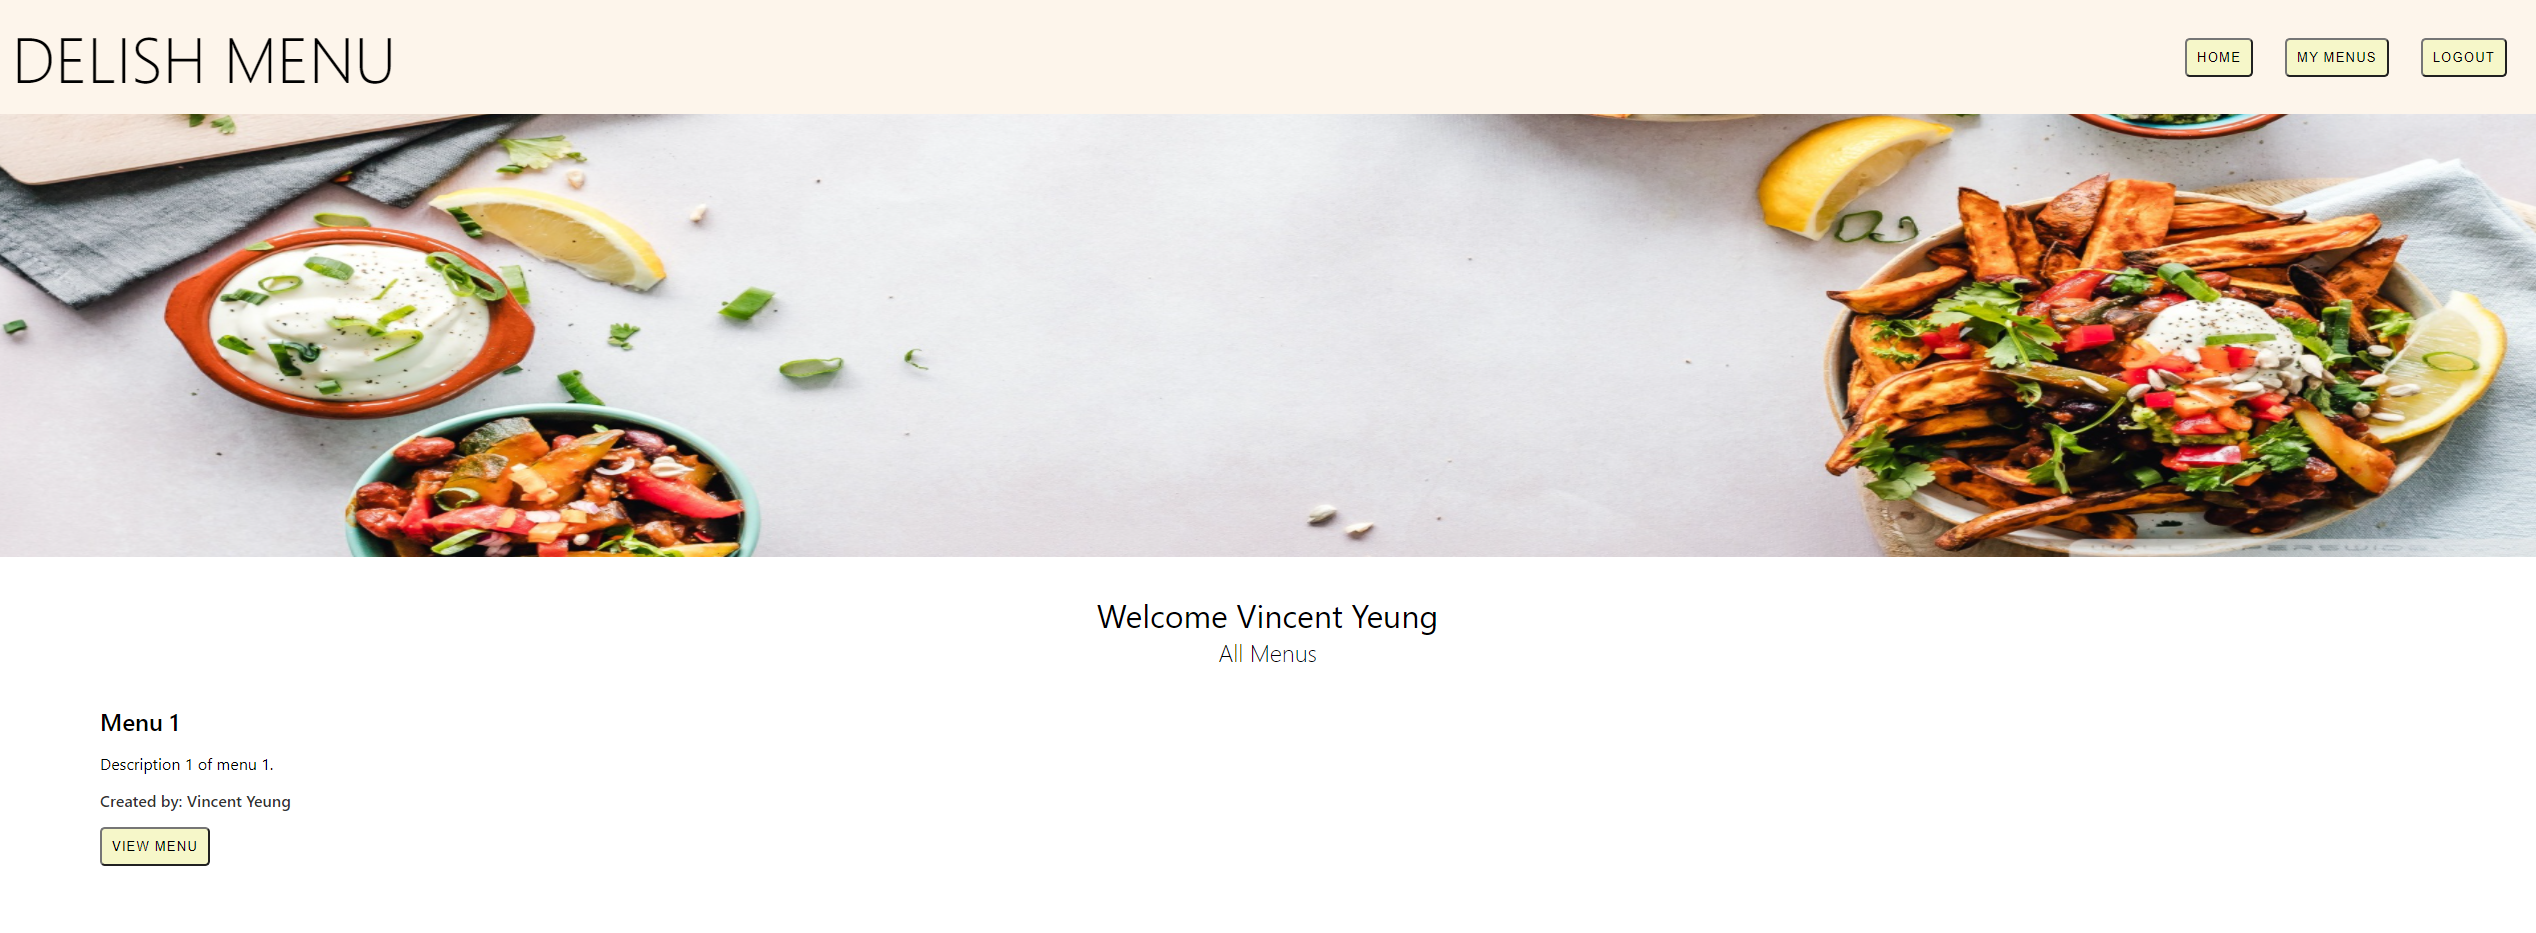 DELISH MENU
HOME
MY MENUS
LOGOUT
Welcome Vincent Yeung
All Menus
Menu 1
Description 1 of menu 1.
Created by: Vincent Yeung
VIEW MENU